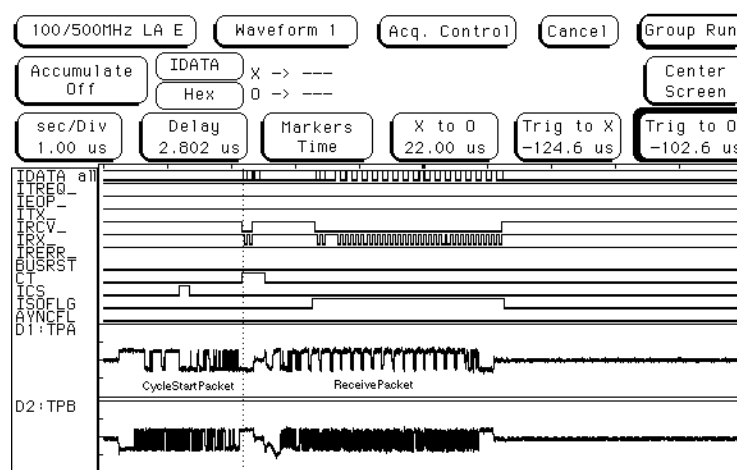 100/500MHz LA E Waveform 1 Acq. Control Cancel Group Run
Accumulate Off IDATA X -> --- Center Screen
Hex O -> ---
sec/Div 1.00 us Delay 2.802 us Markers Time X to O 22.00 us Trig to X -124.6 us Trig to O -102.6 us
IDATA all
ITREQ_
IEOP_
ITX_
IRCV_
IRX_
IRERR_
BUSRST
CT
ICS
ISOFLG
AYNCFL
D1:TPA
CycleStartPacket ReceivePacket
D2:TPB